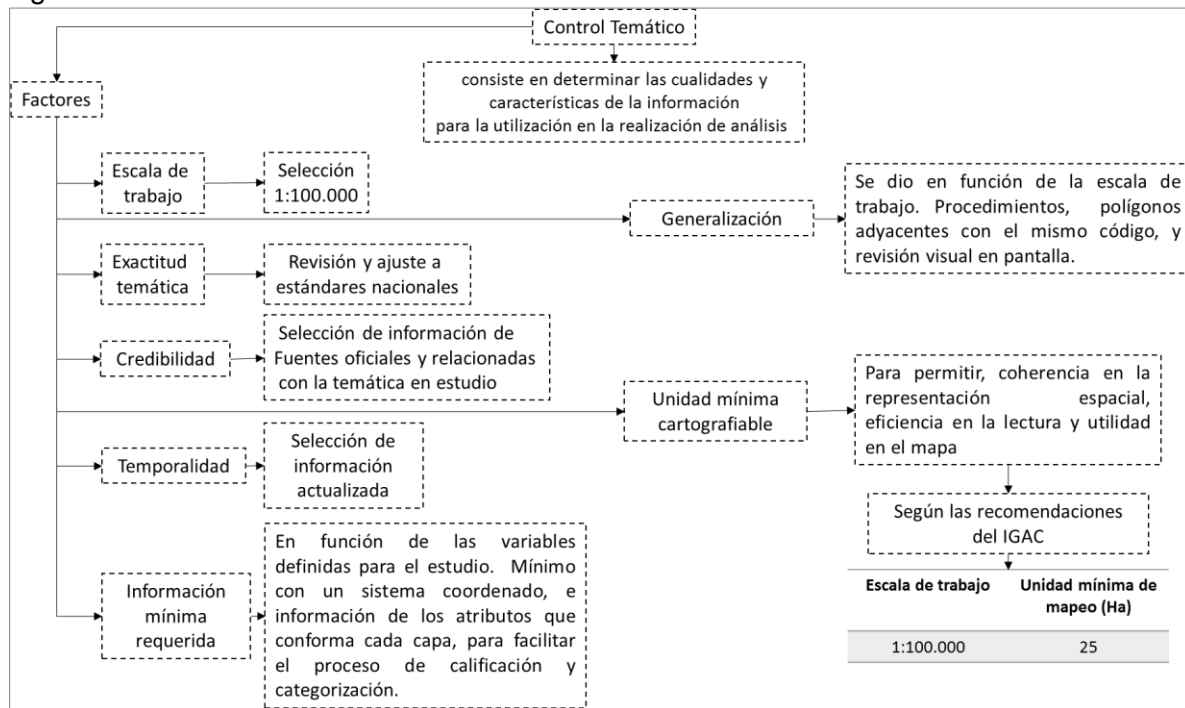 Control Temático
consiste en determinar las cualidades y
características de la información
para la utilización en la realización de análisis
Factores
Escala de
trabajo
Selección
1:100.000
Generalización
Se dio en función de la escala de
trabajo. Procedimientos, polígonos
adyacentes con el mismo código, y
revisión visual en pantalla.
Exactitud
temática
Revisión y ajuste a
estándares nacionales
Credibilidad
Selección de información de
Fuentes oficiales y relacionadas
con la temática en estudio
Unidad mínima
cartografiable
Para permitir, coherencia en la
representación espacial,
eficiencia en la lectura y utilidad
en el mapa
Temporalidad
Selección de
información
actualizada
Según las recomendaciones
del IGAC
Escala de trabajo
Unidad mínima de
mapeo (Ha)
1:100.000
25
Información
mínima
requerida
En función de las variables
definidas para el estudio. Mínimo
con un sistema coordenado, e
información de los atributos que
conforma cada capa, para facilitar
el proceso de calificación y
categorización.